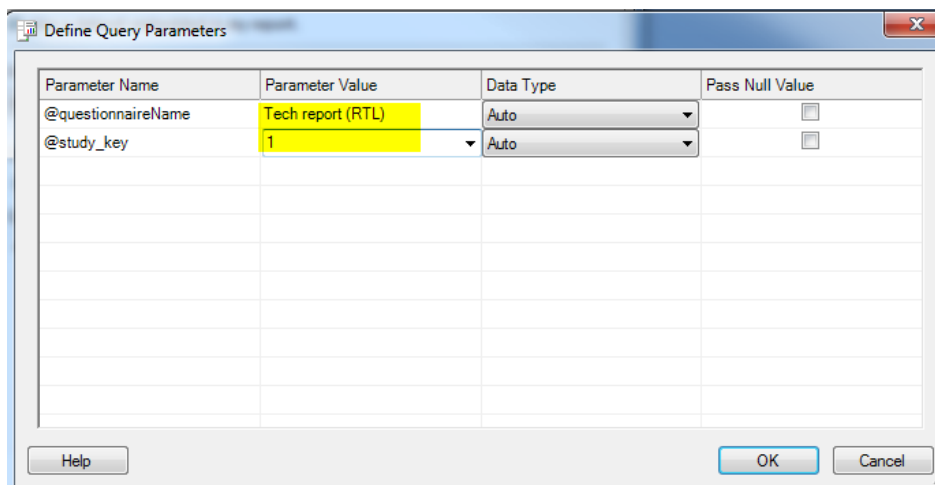 Define Query Parameters
Parameter Name Parameter Value Data Type Pass Null Value
@questionnaireName Tech report (RTL) Auto
@study_key 1 Auto
Help OK Cancel